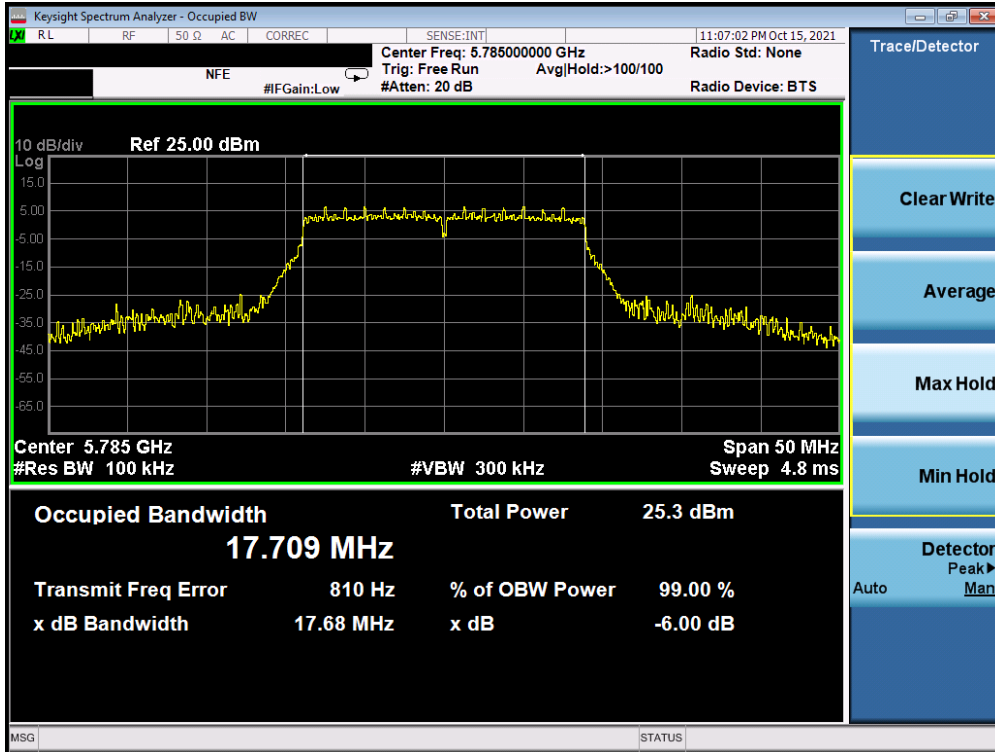 Keysight Spectrum Analyzer - Occupied BW
LXI RL RF 50 Ω AC CORREC SENSE:INT 11:07:02 PM Oct 15, 2021
Center Freq: 5.785000000 GHz Radio Std: None
NFE Trig: Free Run Avg|Hold:>100/100
#IFGain:Low #Atten: 20 dB Radio Device: BTS
10 dB/div Ref 25.00 dBm
Log
15.0
5.00
-5.00
-15.0
-25.0
-35.0
-45.0
-55.0
-65.0
Center 5.785 GHz Span 50 MHz
#Res BW 100 kHz #VBW 300 kHz Sweep 4.8 ms
Occupied Bandwidth Total Power 25.3 dBm
17.709 MHz
Transmit Freq Error 810 Hz % of OBW Power 99.00 %
x dB Bandwidth 17.68 MHz x dB -6.00 dB
MSG STATUS
Trace/Detector
Clear Write
Average
Max Hold
Min Hold
Detector
Peak▶
Auto Man